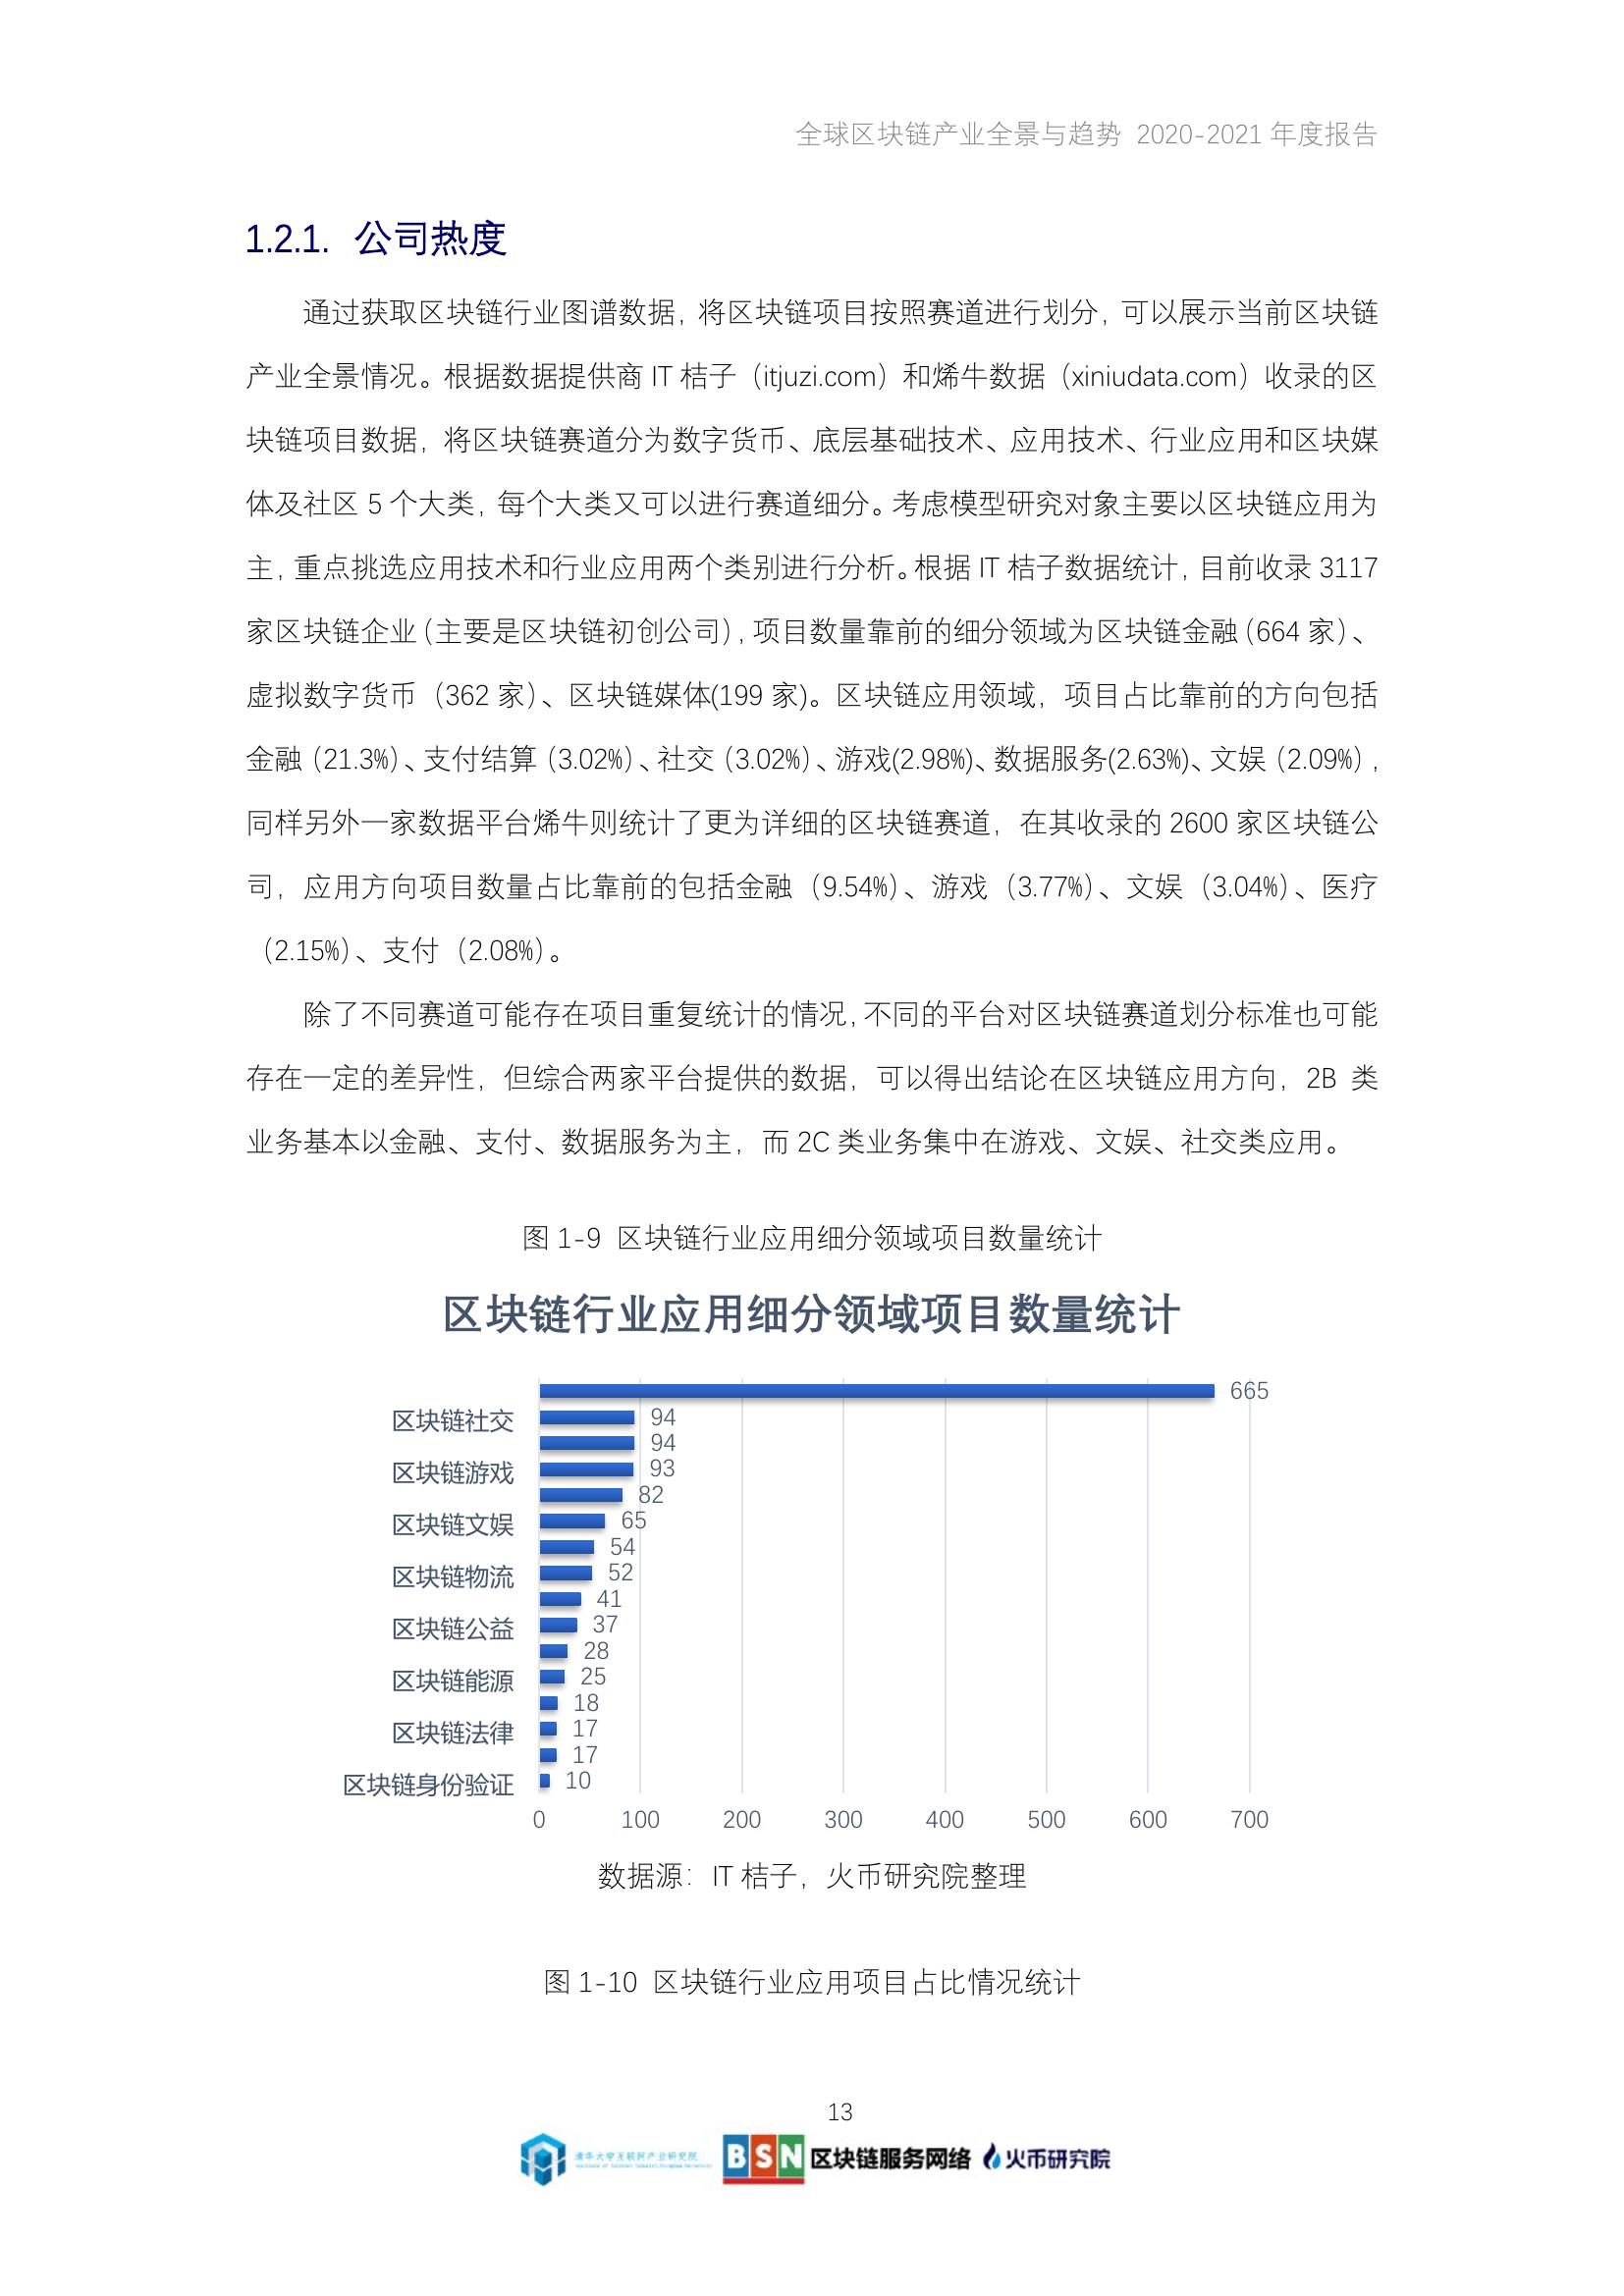 全球区块链产业全景与趋势 2020-2021 年度报告
1.2.1. 公司热度
通过获取区块链行业图谱数据，将区块链项目按照赛道进行划分，可以展示当前区块链
产业全景情况。根据数据提供商 IT 桔子（itjuzi.com）和烯牛数据（xiniudata.com）收录的区
块链项目数据，将区块链赛道分为数字货币、底层基础技术、应用技术、行业应用和区块媒
体及社区 5 个大类，每个大类又可以进行赛道细分。考虑模型研究对象主要以区块链应用为
主，重点挑选应用技术和行业应用两个类别进行分析。根据 IT 桔子数据统计，目前收录 3117
家区块链企业（主要是区块链初创公司），项目数量靠前的细分领域为区块链金融（664 家）、
虚拟数字货币（362 家）、区块链媒体(199 家)。区块链应用领域，项目占比靠前的方向包括
金融（21.3%）、支付结算（3.02%）、社交（3.02%）、游戏(2.98%)、数据服务(2.63%)、文娱（2.09%），
同样另外一家数据平台烯牛则统计了更为详细的区块链赛道，在其收录的 2600 家区块链公
司，应用方向项目数量占比靠前的包括金融（9.54%）、游戏（3.77%）、文娱（3.04%）、医疗
（2.15%）、支付（2.08%）。
除了不同赛道可能存在项目重复统计的情况，不同的平台对区块链赛道划分标准也可能
存在一定的差异性，但综合两家平台提供的数据，可以得出结论在区块链应用方向，2B 类
业务基本以金融、支付、数据服务为主，而 2C 类业务集中在游戏、文娱、社交类应用。
图 1-9 区块链行业应用细分领域项目数量统计
区块链行业应用细分领域项目数量统计
665
区块链社交 94
94
区块链游戏 93
82
区块链文娱 65
54
区块链物流 52
41
区块链公益 37
28
区块链能源 25
18
区块链法律 17
17
区块链身份验证 10
0 100 200 300 400 500 600 700
数据源：IT 桔子，火币研究院整理
图 1-10 区块链行业应用项目占比情况统计
13
清华大学互联网产业研究院
BSN 区块链服务网络 火币研究院